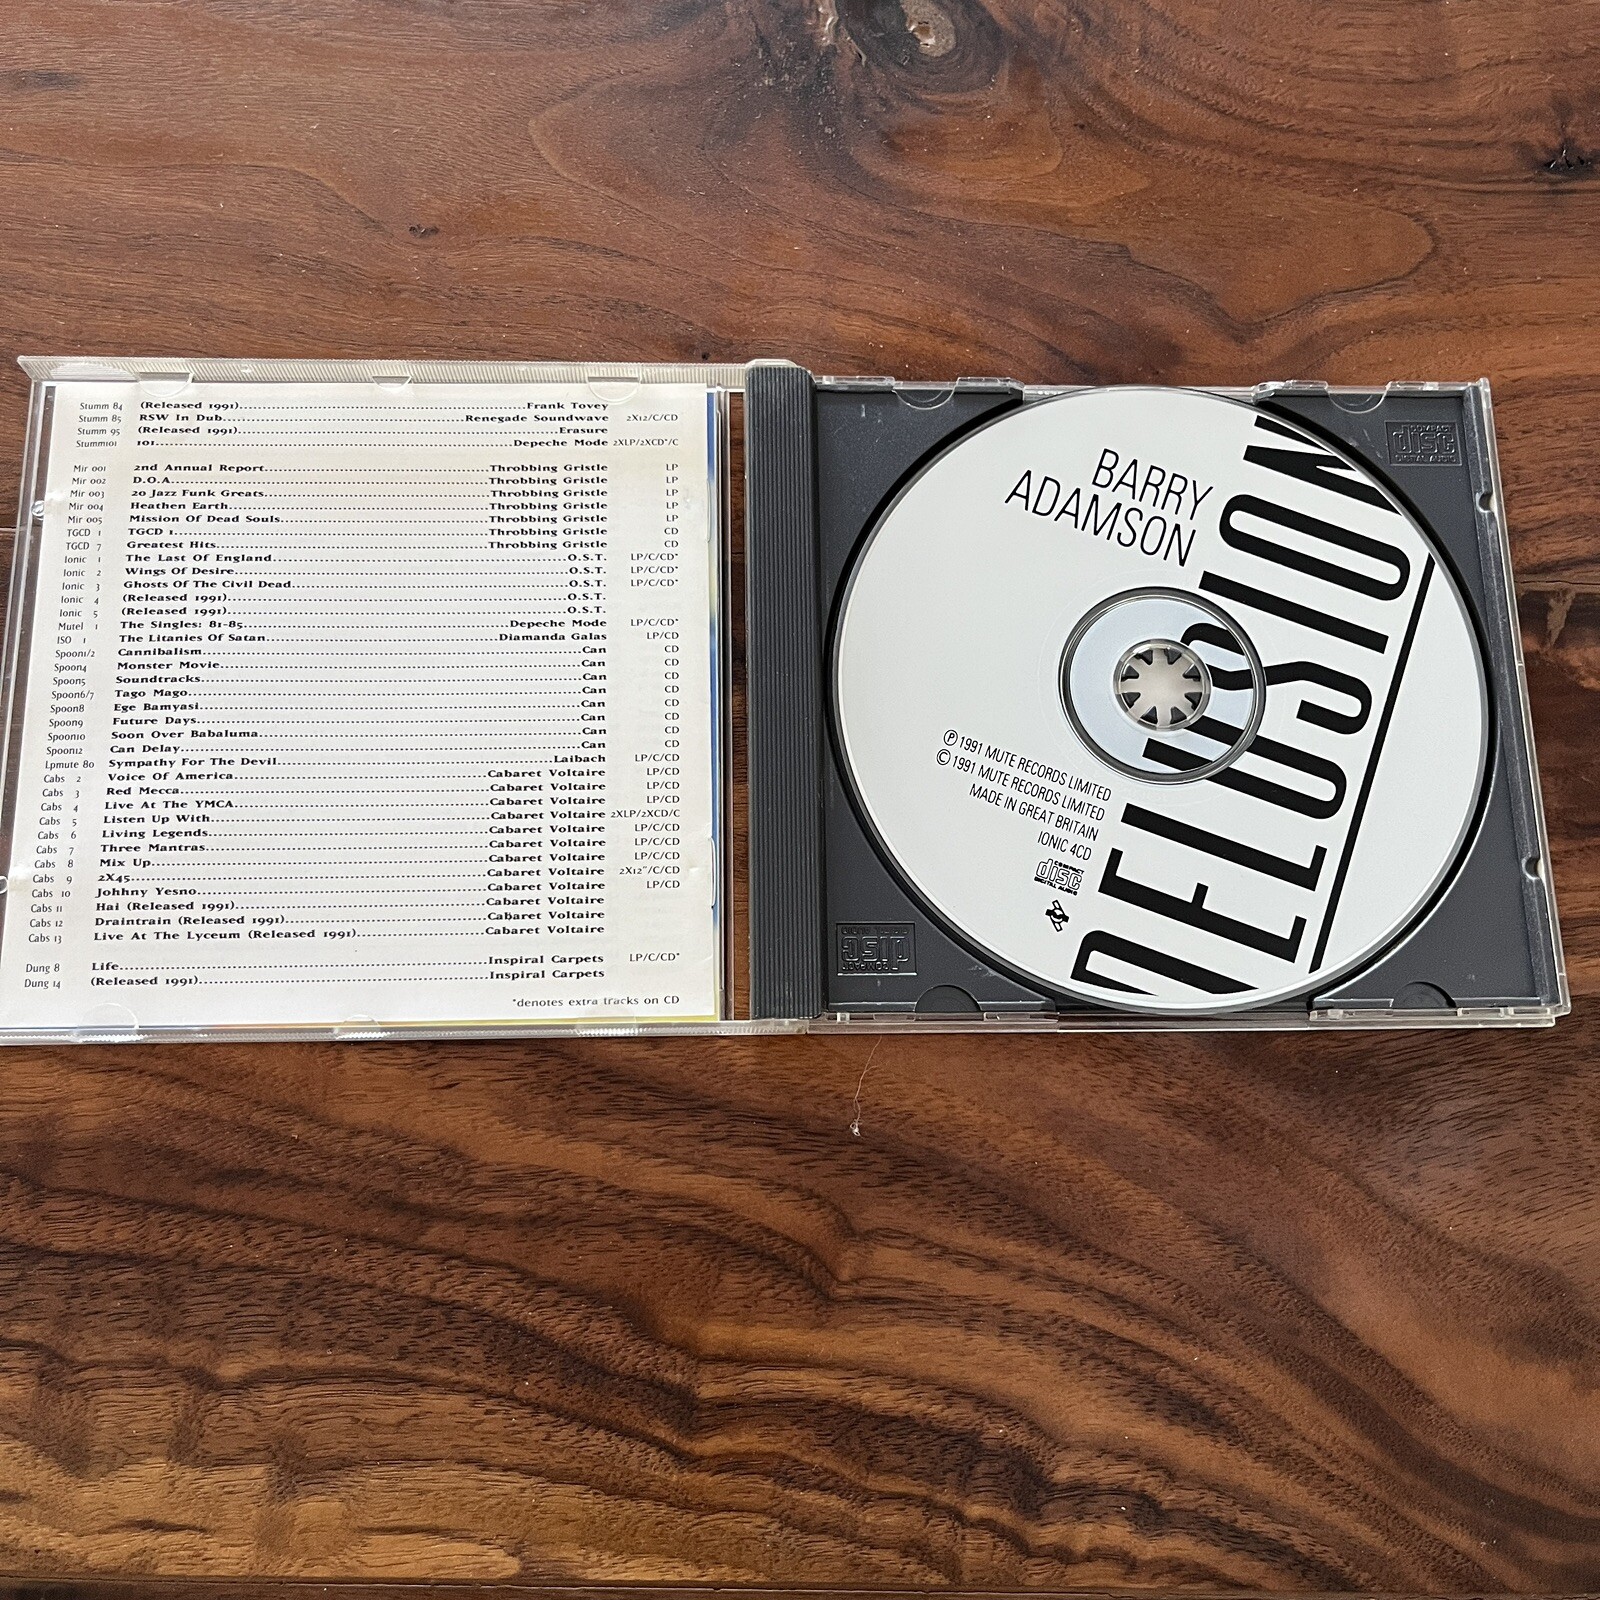 Stumm 84 (Released 1991)........Frank Tovey
Stumm 85 RSW In Dub........Renegade Soundwave 2X12/C/CD
Stumm 95 (Released 1991)........Erasure
Stumm101 101........Depeche Mode 2XLP/2XCD*/C
Mir 001 2nd Annual Report........Throbbing Gristle LP
Mir 002 D.O.A........Throbbing Gristle LP
Mir 003 20 Jazz Funk Greats........Throbbing Gristle LP
Mir 004 Heathen Earth........Throbbing Gristle LP
Mir 005 Mission Of Dead Souls........Throbbing Gristle LP
TGCD 1 TGCD 1........Throbbing Gristle CD
TGCD 7 Greatest Hits........Throbbing Gristle CD
Ionic 1 The Last Of England........O.S.T. LP/C/CD*
Ionic 2 Wings Of Desire........O.S.T. LP/C/CD*
Ionic 3 Ghosts Of The Civil Dead........O.S.T. LP/C/CD*
Ionic 4 (Released 1991)........O.S.T.
Ionic 5 (Released 1991)........O.S.T.
Mutel 1 The Singles: 81-85........Depeche Mode LP/C/CD*
ISO 1 The Litanies Of Satan........Diamanda Galas LP/CD
Spoon1/2 Cannibalism........Can CD
Spoon4 Monster Movie........Can CD
Spoon5 Soundtracks........Can CD
Spoon6/7 Tago Mago........Can CD
Spoon8 Ege Bamyasi........Can CD
Spoon9 Future Days........Can CD
Spoon10 Soon Over Babaluma........Can CD
Spoon12 Can Delay........Can CD
Lpmute 80 Sympathy For The Devil........Laibach LP/C/CD
Cabs 2 Voice Of America........Cabaret Voltaire LP/CD
Cabs 3 Red Mecca........Cabaret Voltaire LP/CD
Cabs 4 Live At The YMCA........Cabaret Voltaire LP/CD
Cabs 5 Listen Up With........Cabaret Voltaire 2XLP/2XCD/C
Cabs 6 Living Legends........Cabaret Voltaire LP/C/CD
Cabs 7 Three Mantras........Cabaret Voltaire LP/C/CD
Cabs 8 Mix Up........Cabaret Voltaire LP/C/CD
Cabs 9 2X45........Cabaret Voltaire 2X12"/C/CD
Cabs 10 Johhny Yesno........Cabaret Voltaire LP/CD
Cabs 11 Hai (Released 1991)........Cabaret Voltaire
Cabs 12 Draintrain (Released 1991)........Cabaret Voltaire
Cabs 13 Live At The Lyceum (Released 1991)........Cabaret Voltaire
Dung 8 Life........Inspiral Carpets LP/C/CD*
Dung 14 (Released 1991)........Inspiral Carpets
*denotes extra tracks on CD
BARRY
ADAMSON
DELUSION
Ⓟ 1991 MUTE RECORDS LIMITED
© 1991 MUTE RECORDS LIMITED
MADE IN GREAT BRITAIN
IONIC 4CD
COMPACT
disc
DIGITAL AUDIO
COMPACT
disc
DIGITAL AUDIO
COMPACT
disc
DIGITAL AUDIO